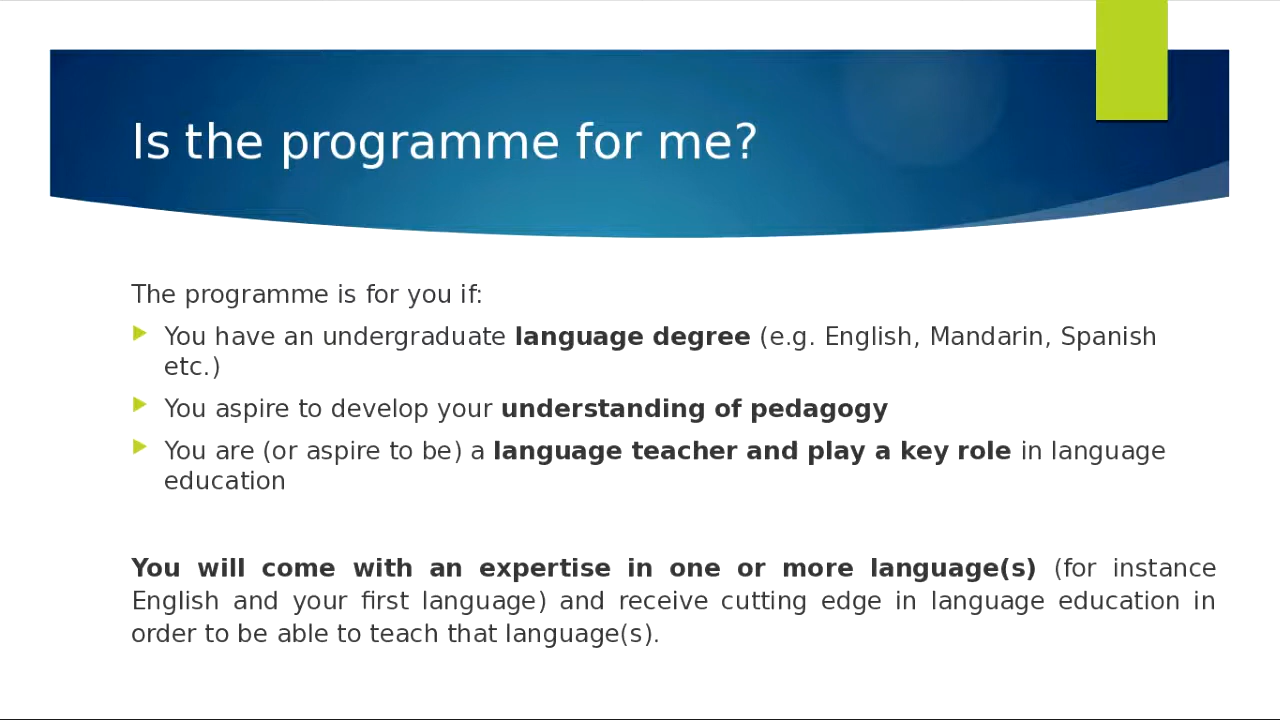 Is the programme for me?
The programme is for you if:
You have an undergraduate language degree (e.g. English, Mandarin, Spanish
etc.)
You aspire to develop your understanding of pedagogy
You are (or aspire to be) a language teacher and play a key role in language
education
You will come with an expertise in one or more language(s) (for instance
English and your first language) and receive cutting edge in language education in
order to be able to teach that language(s).